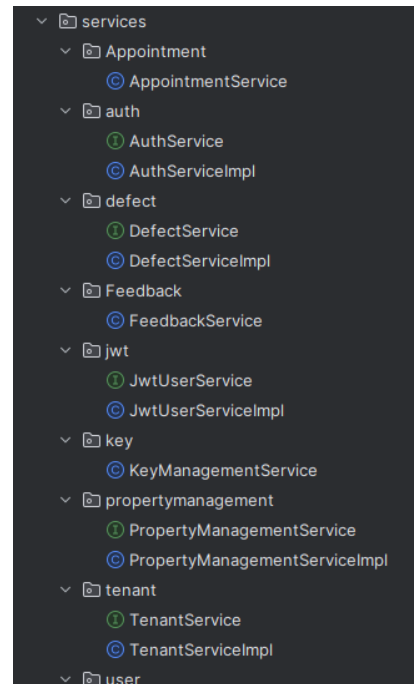 services
Appointment
AppointmentService
auth
AuthService
AuthServiceImpl
defect
DefectService
DefectServiceImpl
Feedback
FeedbackService
jwt
JwtUserService
JwtUserServiceImpl
key
KeyManagementService
propertymanagement
PropertyManagementService
PropertyManagementServiceImpl
tenant
TenantService
TenantServiceImpl
user